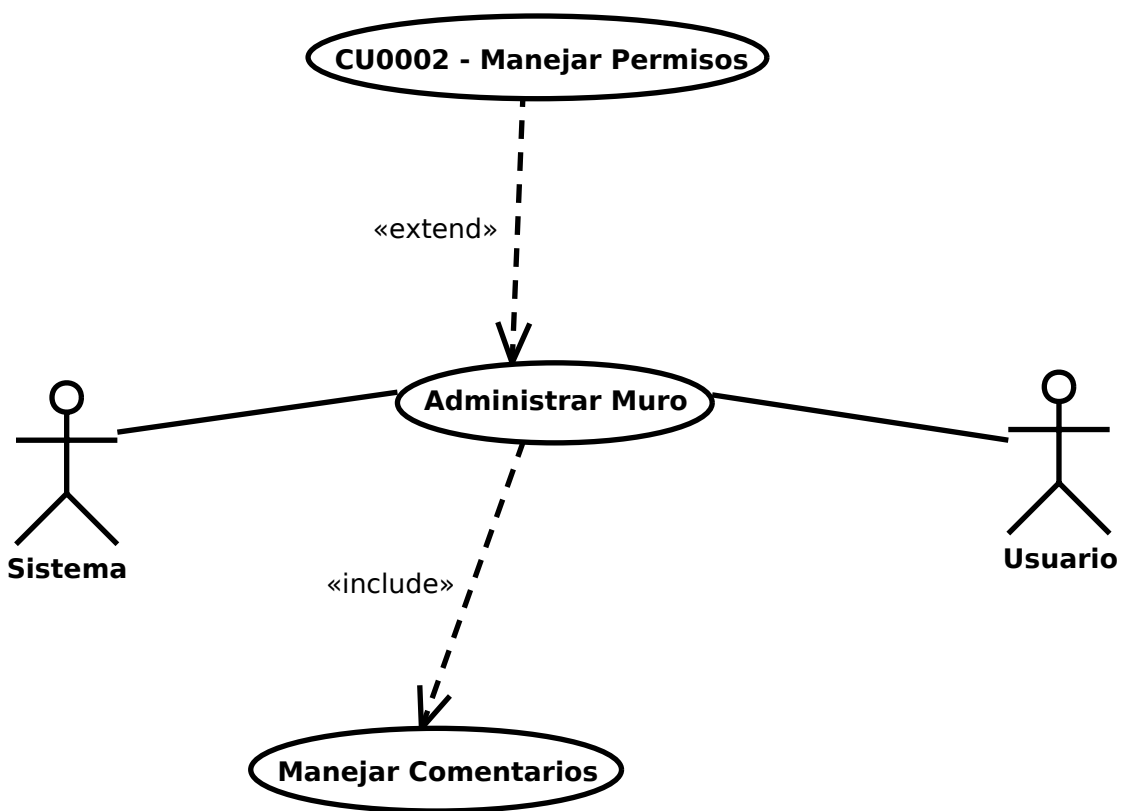 CU0002 - Manejar Permisos
«extend»
Administrar Muro
Sistema
Usuario
«include»
Manejar Comentarios